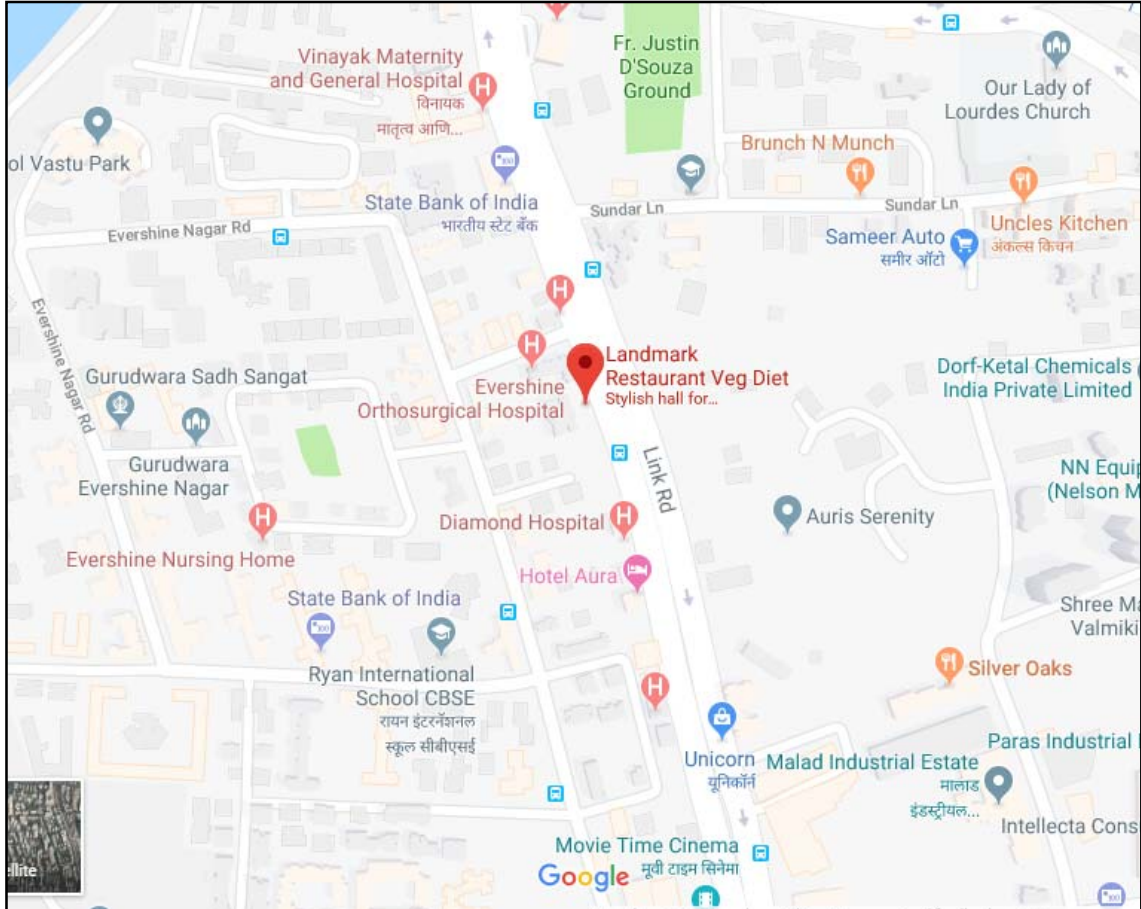 Vinayak Maternity
and General Hospital
विनायक
मातृत्व आणि...
Fr. Justin
D'Souza
Ground
Our Lady of
Lourdes Church
ol Vastu Park
Brunch N Munch
State Bank of India
भारतीय स्टेट बँक
Sundar Ln
Sundar Ln
Uncles Kitchen
अंकल्स किचन
Evershine Nagar Rd
Sameer Auto
समीर ऑटो
Evershine Nagar Rd
Landmark
Restaurant Veg Diet
Stylish hall for...
Gurudwara Sadh Sangat
Evershine
Orthosurgical Hospital
Dorf-Ketal Chemicals
India Private Limited
Gurudwara
Evershine Nagar
Link Rd
NN Equip
(Nelson M
Diamond Hospital
Auris Serenity
Evershine Nursing Home
Hotel Aura
State Bank of India
Shree Ma
Valmiki
Ryan International
School CBSE
रायन इंटरनॅशनल
स्कूल सीबीएसई
Silver Oaks
Unicorn
यूनिकॉर्न
Malad Industrial Estate
मालाड
इंडस्ट्रीयल...
Paras Industrial
Intellecta Cons
Movie Time Cinema
मूवी टाइम सिनेमा
Google
ellite